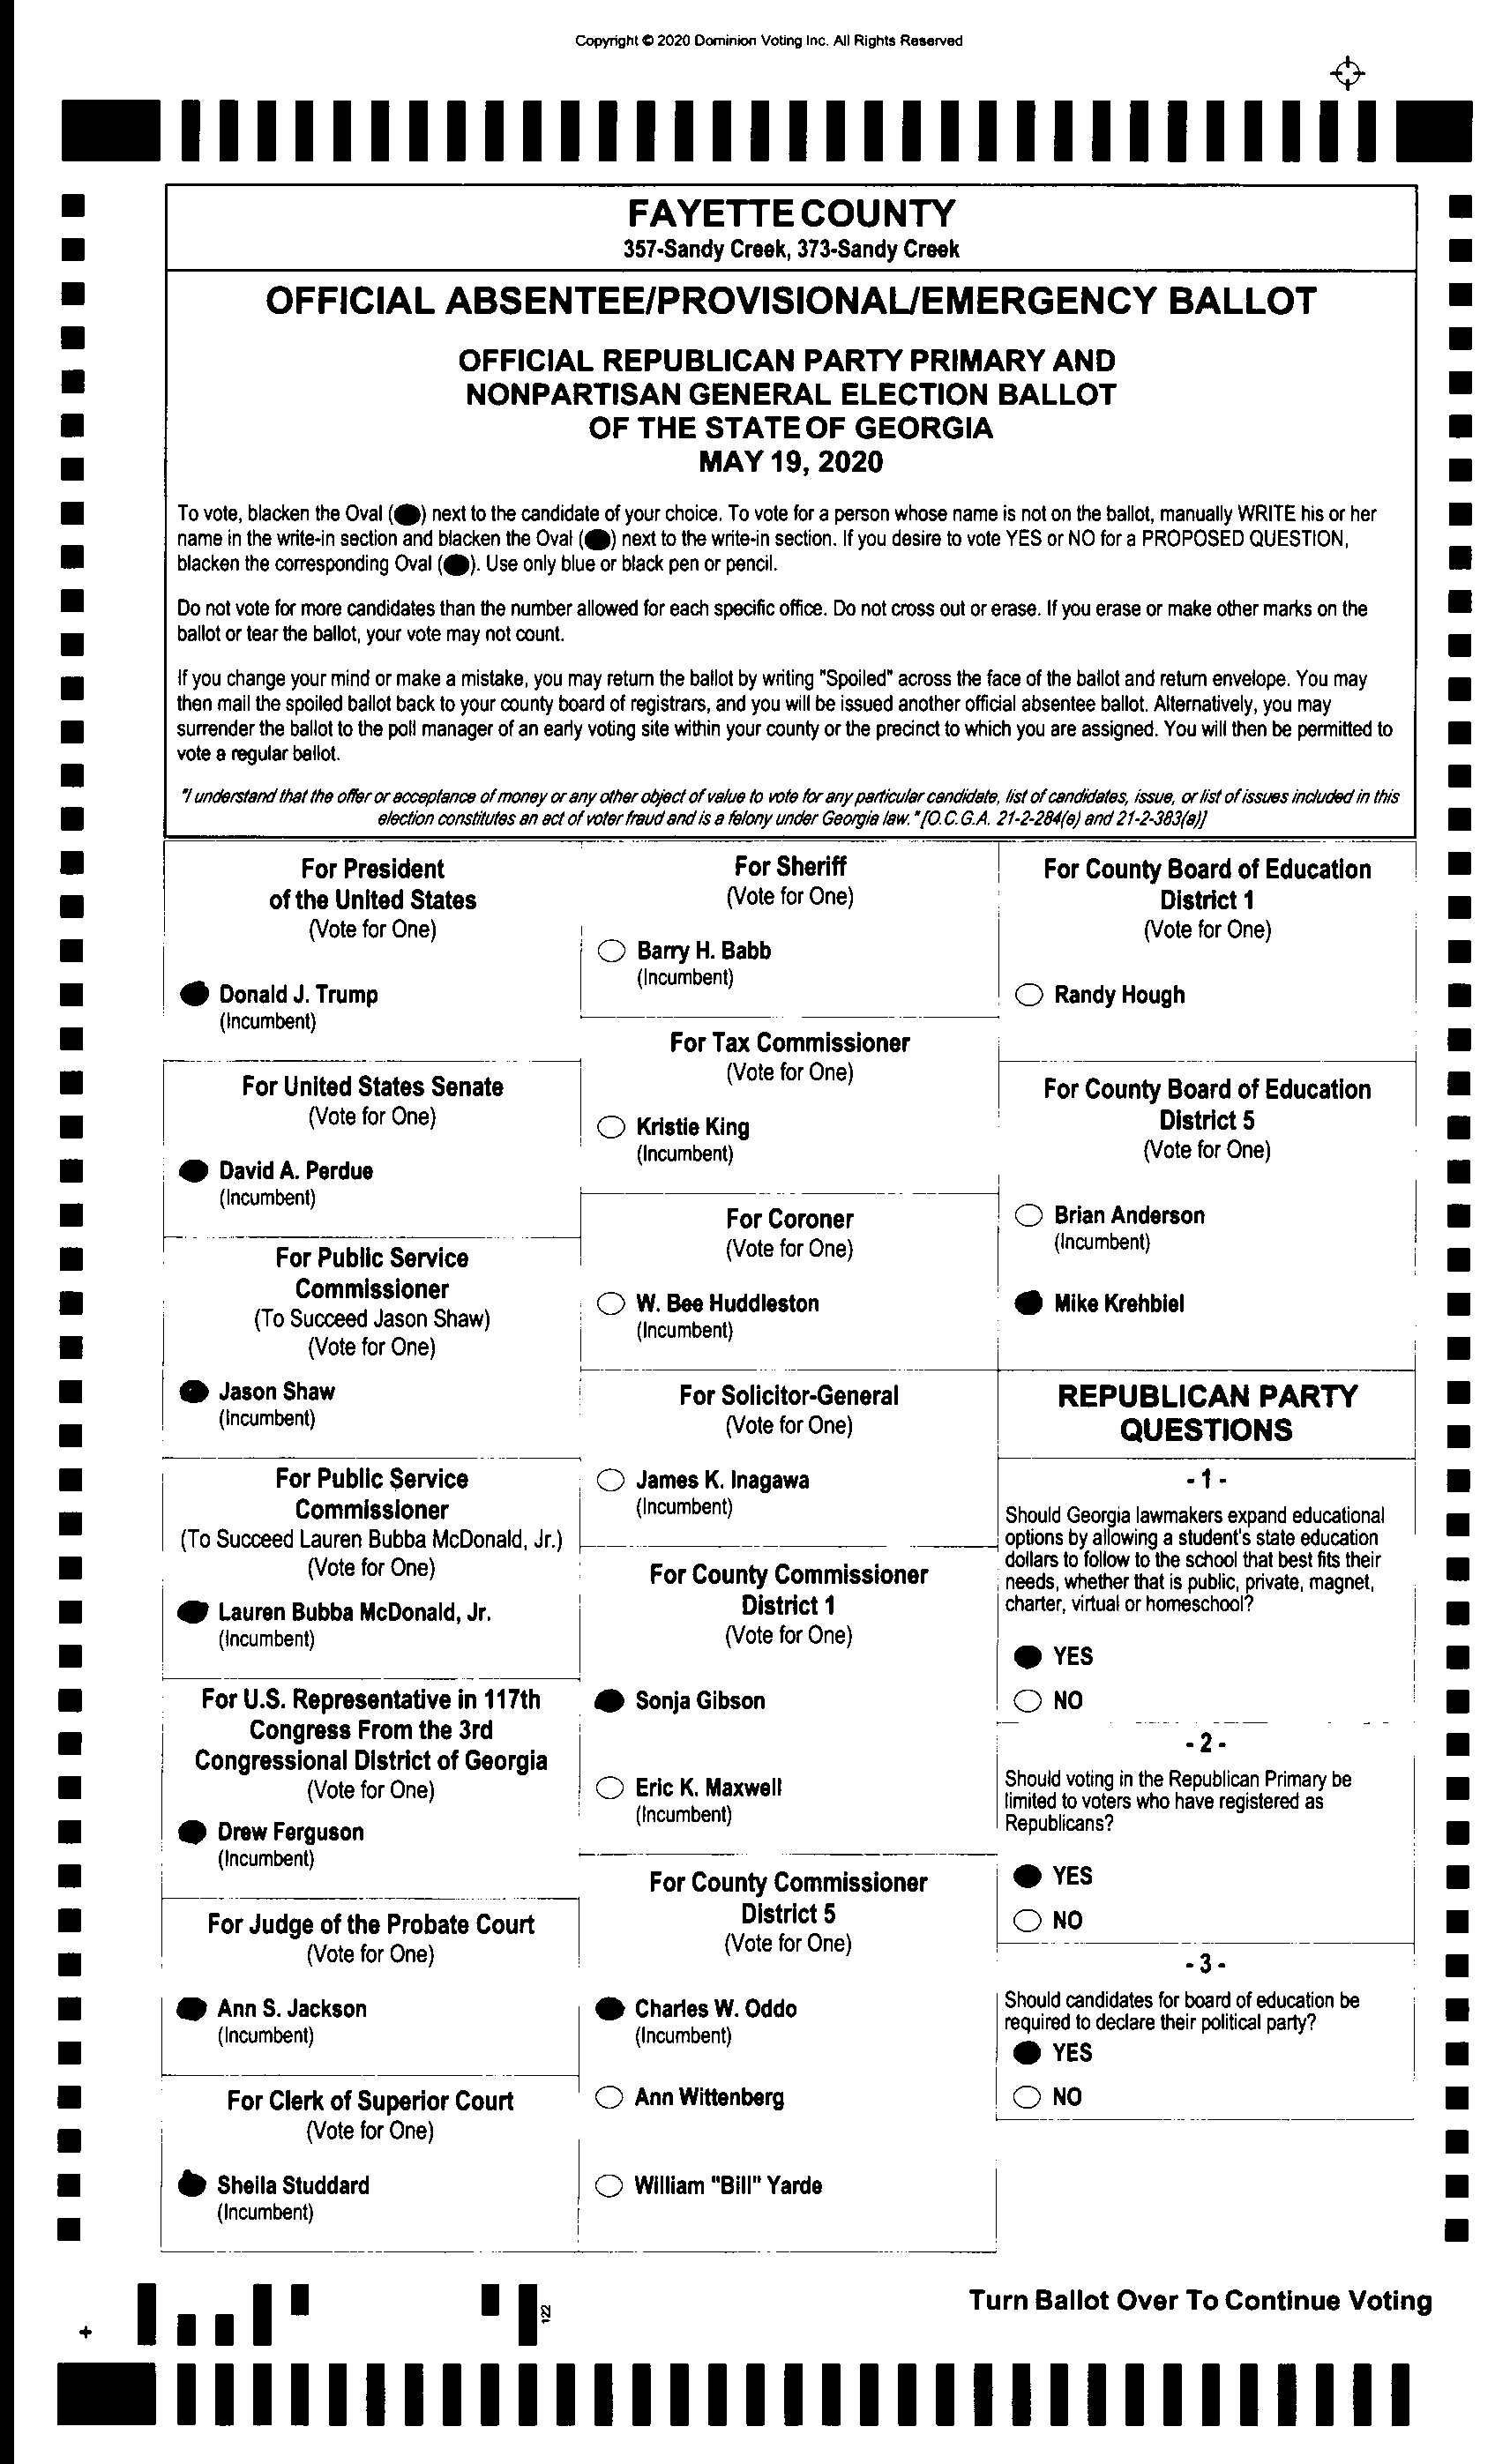 Copyright © 2020 Dominion Voting Inc. All Rights Reserved
FAYETTE COUNTY
357-Sandy Creek, 373-Sandy Creek
OFFICIAL ABSENTEE/PROVISIONAL/EMERGENCY BALLOT
OFFICIAL REPUBLICAN PARTY PRIMARY AND
NONPARTISAN GENERAL ELECTION BALLOT
OF THE STATE OF GEORGIA
MAY 19, 2020
To vote, blacken the Oval (●) next to the candidate of your choice. To vote for a person whose name is not on the ballot, manually WRITE his or her
name in the write-in section and blacken the Oval (●) next to the write-in section. If you desire to vote YES or NO for a PROPOSED QUESTION,
blacken the corresponding Oval (●). Use only blue or black pen or pencil.
Do not vote for more candidates than the number allowed for each specific office. Do not cross out or erase. If you erase or make other marks on the
ballot or tear the ballot, your vote may not count.
If you change your mind or make a mistake, you may return the ballot by writing "Spoiled" across the face of the ballot and return envelope. You may
then mail the spoiled ballot back to your county board of registrars, and you will be issued another official absentee ballot. Alternatively, you may
surrender the ballot to the poll manager of an early voting site within your county or the precinct to which you are assigned. You will then be permitted to
vote a regular ballot.
"I understand that the offer or acceptance of money or any other object of value to vote for any particular candidate, list of candidates, issue, or list of issues included in this
election constitutes an act of voter fraud and is a felony under Georgia law." [O.C.G.A. 21-2-284(e) and 21-2-383(a)]
For President
of the United States
(Vote for One)
Donald J. Trump
(Incumbent)
For United States Senate
(Vote for One)
David A. Perdue
(Incumbent)
For Public Service
Commissioner
(To Succeed Jason Shaw)
(Vote for One)
Jason Shaw
(Incumbent)
For Public Service
Commissioner
(To Succeed Lauren Bubba McDonald, Jr.)
(Vote for One)
Lauren Bubba McDonald, Jr.
(Incumbent)
For U.S. Representative in 117th
Congress From the 3rd
Congressional District of Georgia
(Vote for One)
Drew Ferguson
(Incumbent)
For Judge of the Probate Court
(Vote for One)
Ann S. Jackson
(Incumbent)
For Clerk of Superior Court
(Vote for One)
Sheila Studdard
(Incumbent)
For Sheriff
(Vote for One)
Barry H. Babb
(Incumbent)
For Tax Commissioner
(Vote for One)
Kristie King
(Incumbent)
For Coroner
(Vote for One)
W. Bee Huddleston
(Incumbent)
For Solicitor-General
(Vote for One)
James K. Inagawa
(Incumbent)
For County Commissioner
District 1
(Vote for One)
Sonja Gibson
Eric K. Maxwell
(Incumbent)
For County Commissioner
District 5
(Vote for One)
Charles W. Oddo
(Incumbent)
Ann Wittenberg
William "Bill" Yarde
For County Board of Education
District 1
(Vote for One)
Randy Hough
For County Board of Education
District 5
(Vote for One)
Brian Anderson
(Incumbent)
Mike Krehbiel
REPUBLICAN PARTY
QUESTIONS
- 1 -
Should Georgia lawmakers expand educational
options by allowing a student's state education
dollars to follow to the school that best fits their
needs, whether that is public, private, magnet,
charter, virtual or homeschool?
YES
NO
- 2 -
Should voting in the Republican Primary be
limited to voters who have registered as
Republicans?
YES
NO
- 3 -
Should candidates for board of education be
required to declare their political party?
YES
NO
122
Turn Ballot Over To Continue Voting